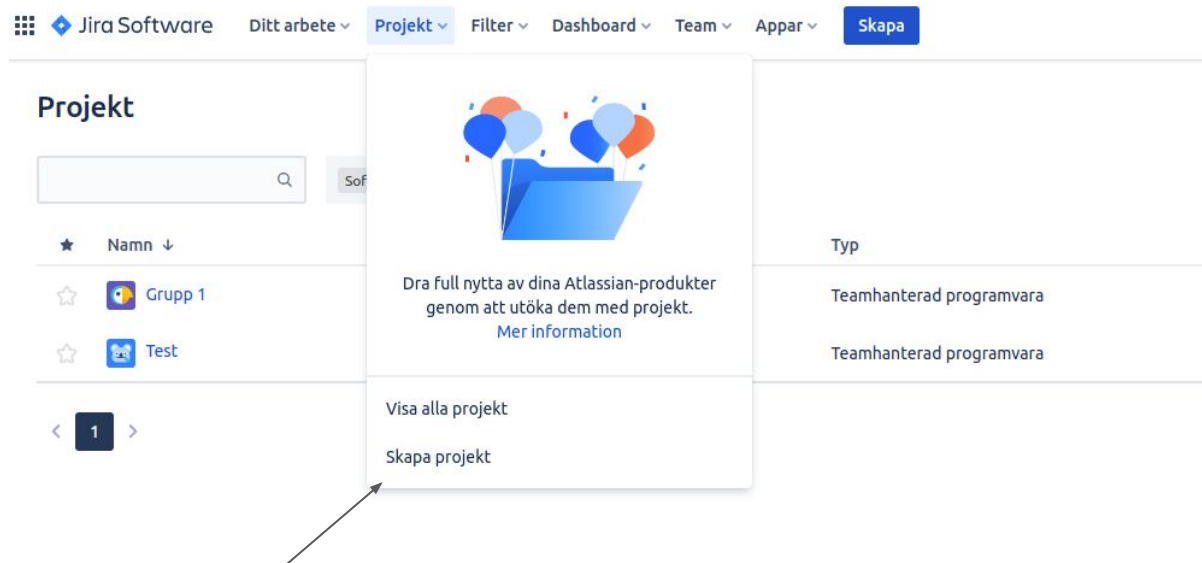 Jira Software Ditt arbete Projekt Filter Dashboard Team Appar Skapa
Projekt
Sof
Namn ↓ Typ
Grupp 1 Teamhanterad programvara
Test Teamhanterad programvara
1
Dra full nytta av dina Atlassian-produkter
genom att utöka dem med projekt.
Mer information
Visa alla projekt
Skapa projekt